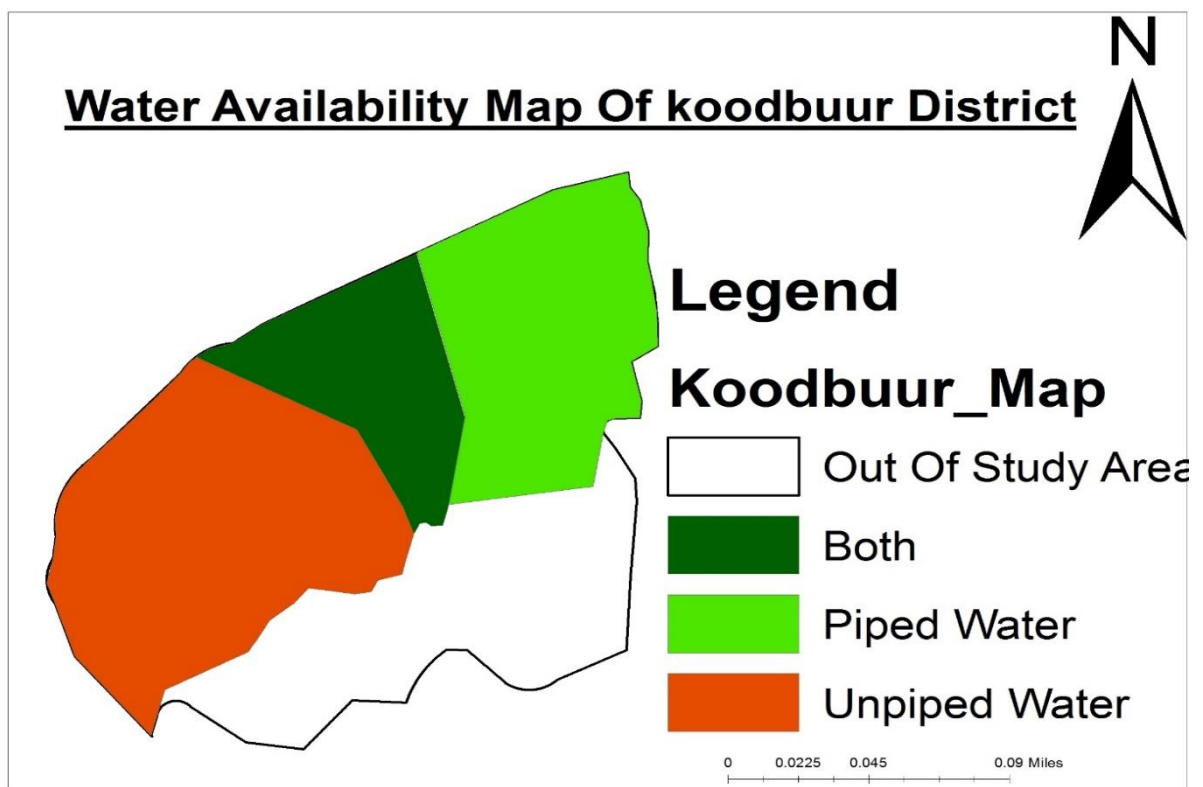 N
Water Availability Map Of koodbuur District
Legend
Koodbuur_Map
Out Of Study Area
Both
Piped Water
Unpiped Water
0 0.0225 0.045 0.09 Miles